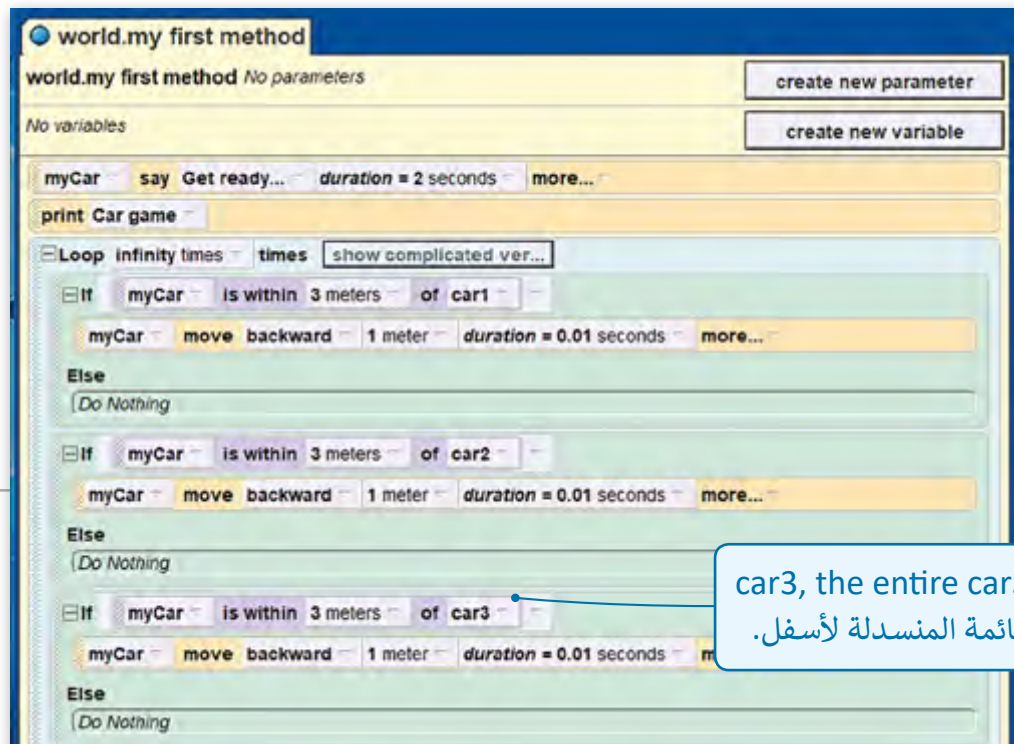 world.my first method
world.my first method No parameters
create new parameter
No variables
create new variable
myCar say Get ready... duration = 2 seconds more...
print Car game
Loop infinity times times show complicated ver...
If myCar is within 3 meters of car1
myCar move backward 1 meter duration = 0.01 seconds more...
Else
Do Nothing
If myCar is within 3 meters of car2
myCar move backward 1 meter duration = 0.01 seconds more...
Else
Do Nothing
If myCar is within 3 meters of car3
myCar move backward 1 meter duration = 0.01 seconds
Else
Do Nothing
car3, the entire car
المنسدلة لأسفل.